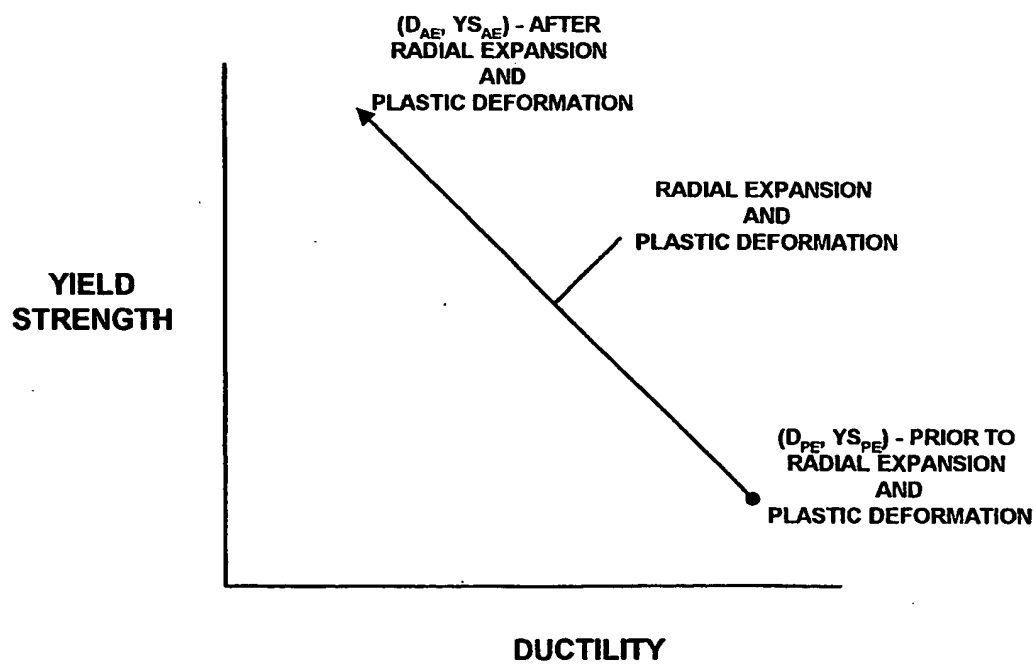 (D_AE, YS_AE) - AFTER
RADIAL EXPANSION
AND
PLASTIC DEFORMATION
RADIAL EXPANSION
AND
PLASTIC DEFORMATION
YIELD
STRENGTH
(D_PE, YS_PE) - PRIOR TO
RADIAL EXPANSION
AND
PLASTIC DEFORMATION
DUCTILITY